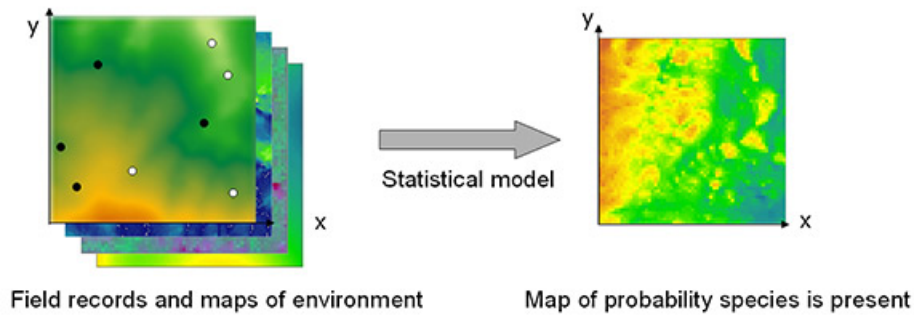 y
x
Statistical model
y
x
Field records and maps of environment
Map of probability species is present